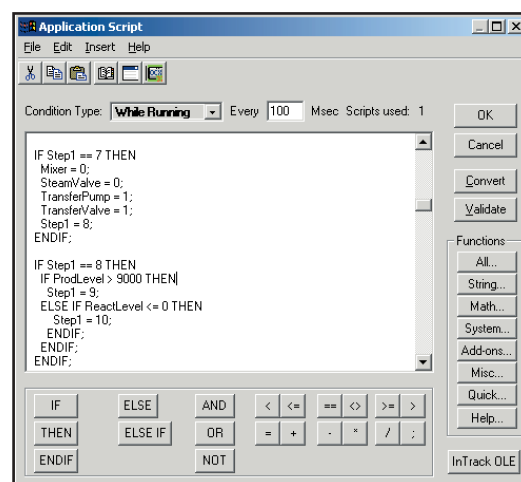 Application Script
File Edit Insert Help
Condition Type: While Running Every 100 Msec Scripts used: 1
IF Step1 == 7 THEN
Mixer = 0;
SteamValve = 0;
TransferPump = 1;
TransferValve = 1;
Step1 = 8;
ENDIF;
IF Step1 == 8 THEN
IF ProdLevel > 9000 THEN
Step1 = 9;
ELSE IF ReactLevel <= 0 THEN
Step1 = 10;
ENDIF;
ENDIF;
ENDIF;
OK
Cancel
Convert
Validate
Functions
All...
String...
Math...
System...
Add-ons...
Misc...
Quick...
Help...
InTrack OLE
IF ELSE AND < <= == <> >= >
THEN ELSE IF OR = + - * / ;
ENDIF NOT